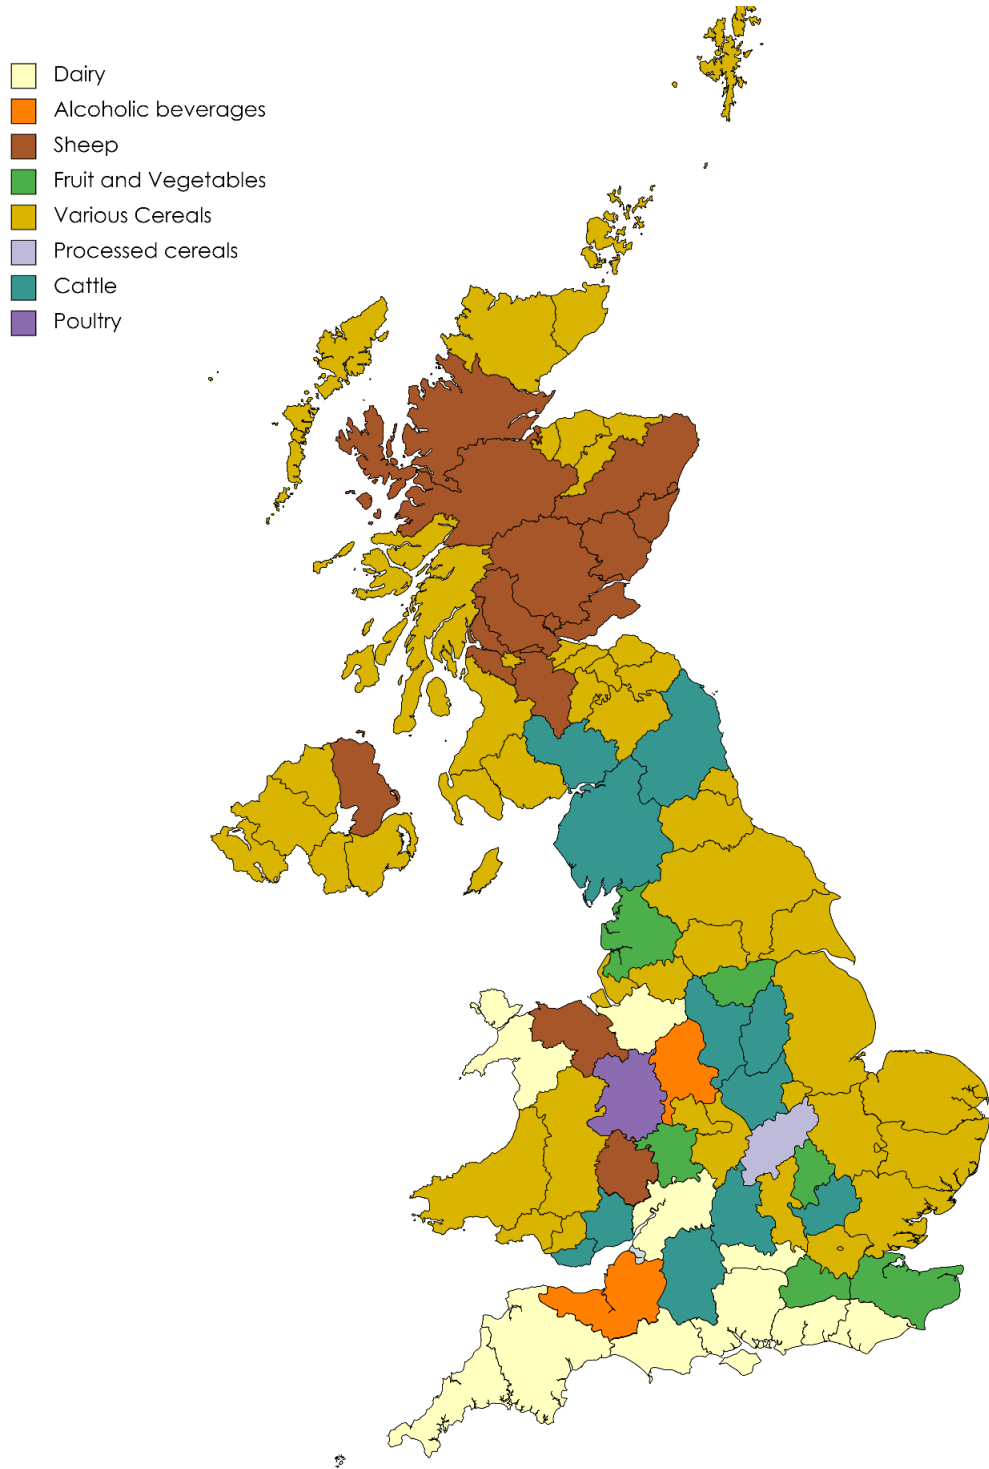 Dairy
Alcoholic beverages
Sheep
Fruit and Vegetables
Various Cereals
Processed cereals
Cattle
Poultry